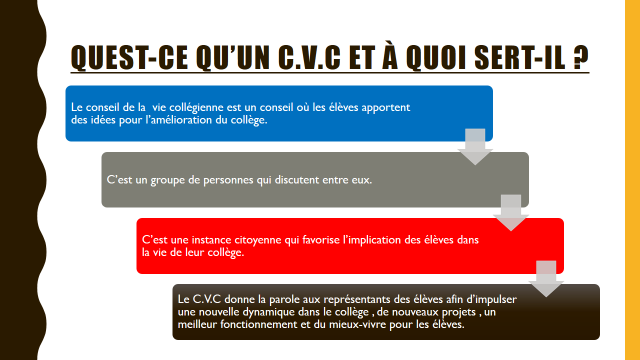 QUEST-CE QU'UN C.V.C ET À QUOI SERT-IL ?
Le conseil de la  vie collégienne est un conseil où les élèves apportent
des idées pour l'amélioration du collège.
C'est un groupe de personnes qui discutent entre eux.
C'est une instance citoyenne qui favorise l'implication des élèves dans
la vie de leur collège.
Le C.V.C donne la parole aux représentants des élèves afin d'impulser
une nouvelle dynamique dans le collège , de nouveaux projets , un
meilleur fonctionnement et du mieux-vivre pour les élèves.